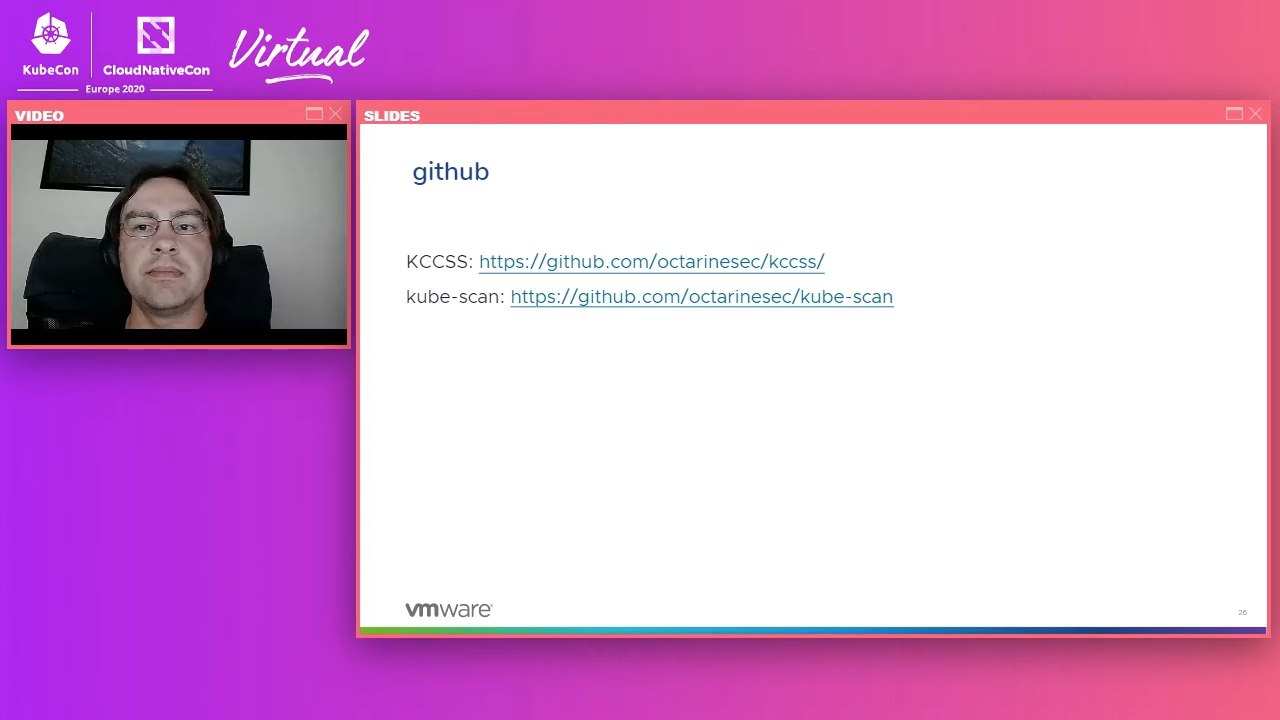 KubeCon
CloudNativeCon
Europe 2020
Virtual
VIDEO
SLIDES
github
KCCSS: https://github.com/octarinesec/kccss/
kube-scan: https://github.com/octarinesec/kube-scan
vmware®
26